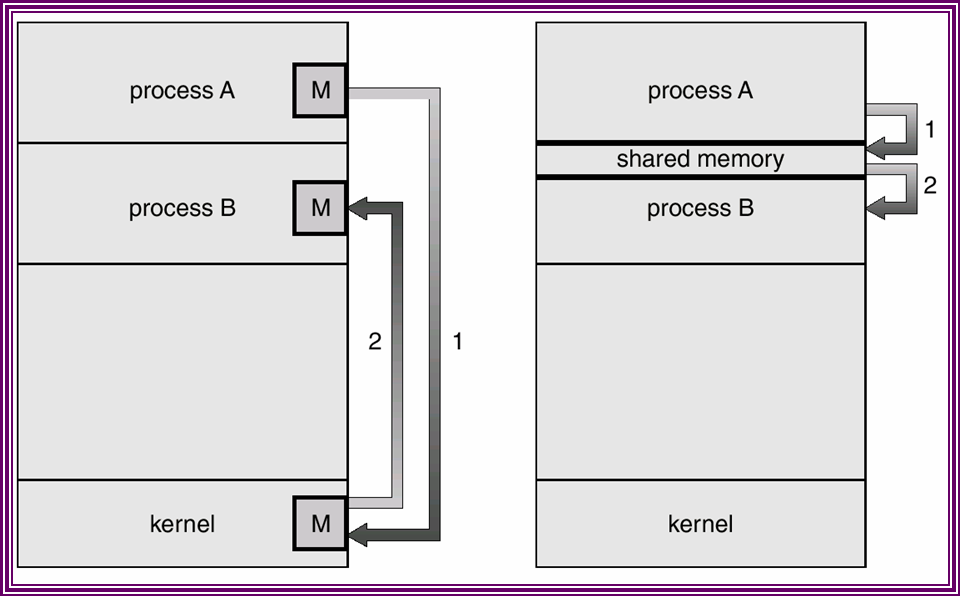 process A
M
process B
M
2
1
kernel
M
process A
1
shared memory
2
process B
kernel